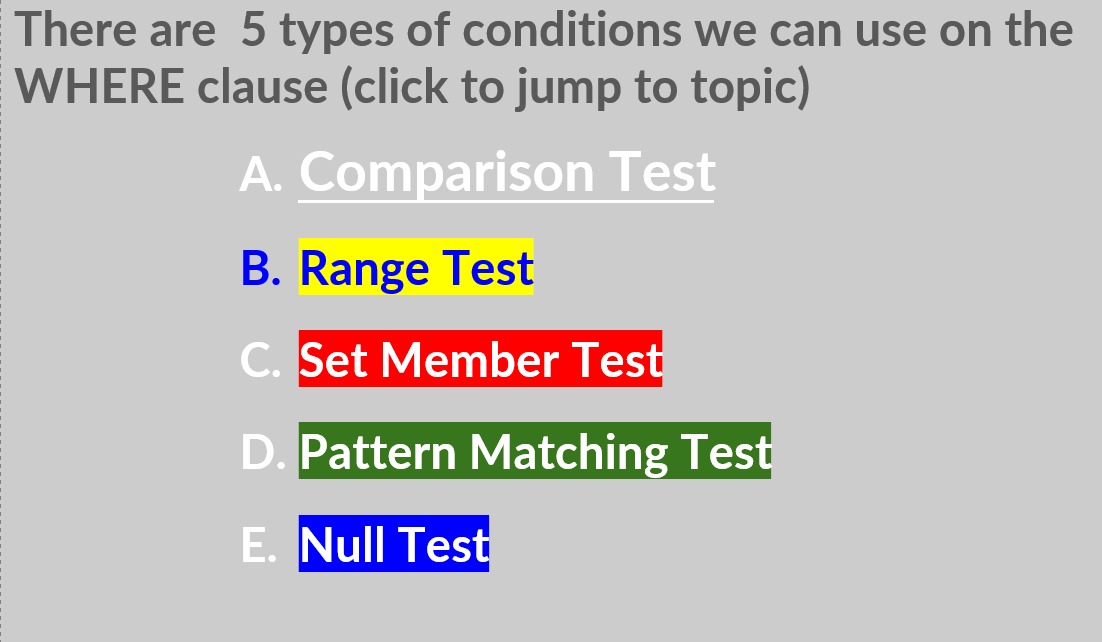 There are  5 types of conditions we can use on the
WHERE clause (click to jump to topic)
A. Comparison Test
B. Range Test
C. Set Member Test
D. Pattern Matching Test
E. Null Test